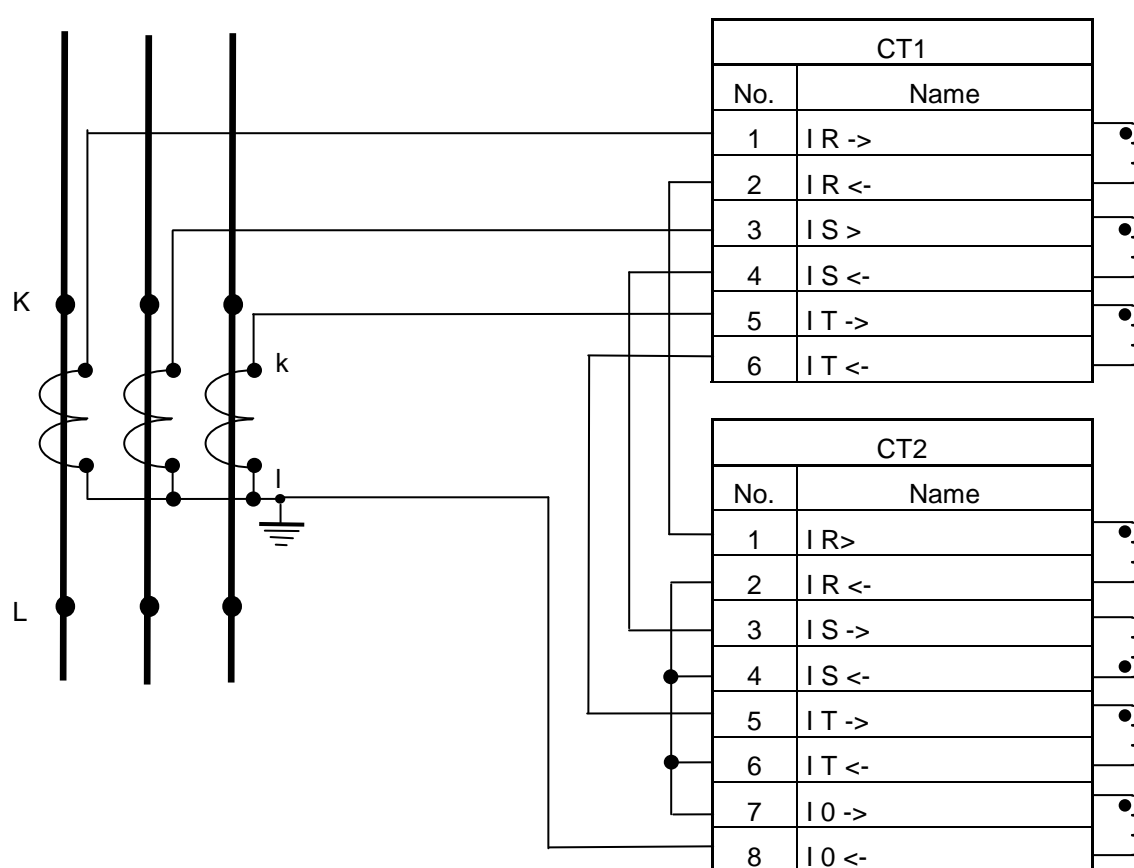 CT1
No. Name
1 I R ->
2 I R <-
3 I S >
4 I S <-
5 I T ->
6 I T <-
K
k
l
L
CT2
No. Name
1 I R>
2 I R <-
3 I S ->
4 I S <-
5 I T ->
6 I T <-
7 I 0 ->
8 I 0 <-